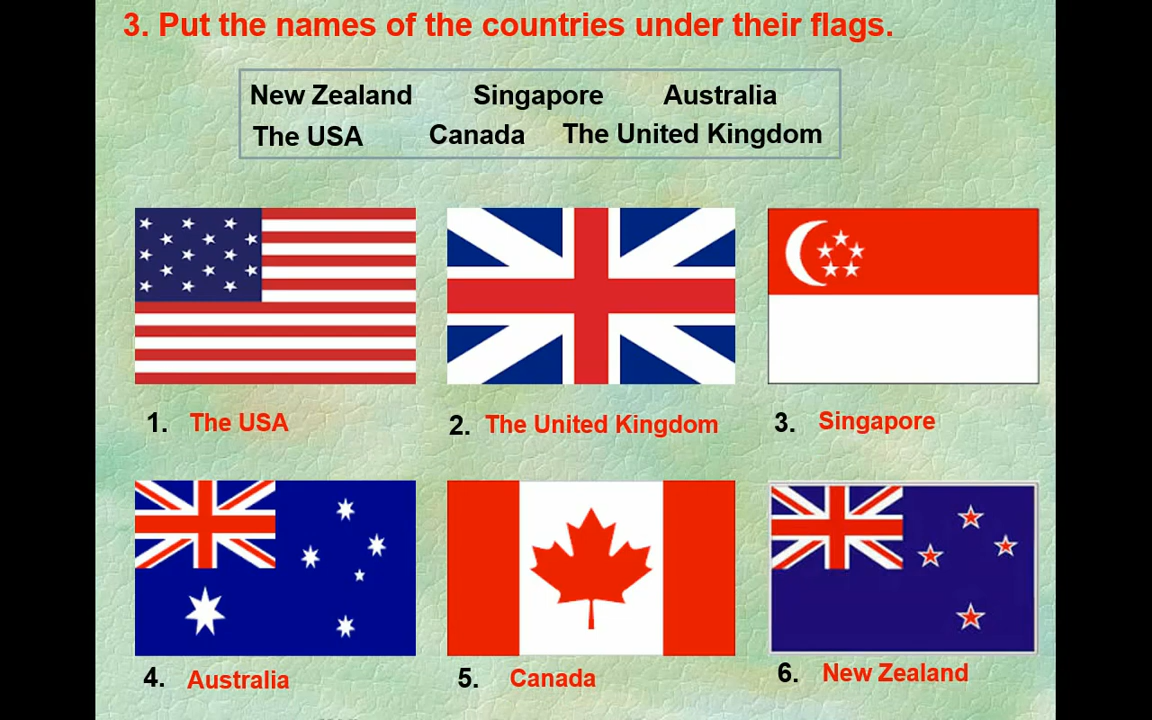 3. Put the names of the countries under their flags.
New Zealand Singapore Australia
The USA Canada The United Kingdom
1. The USA
2. The United Kingdom
3. Singapore
4. Australia
5. Canada
6. New Zealand